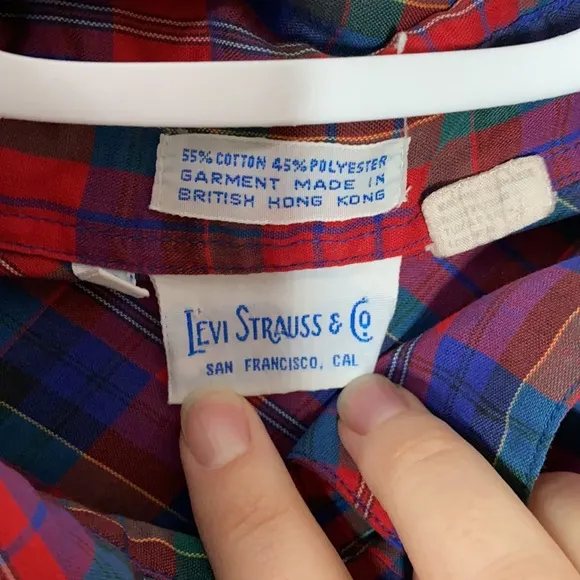 55% COTTON 45% POLYESTER
GARMENT MADE IN
BRITISH HONG KONG
LEVI STRAUSS & CO
SAN FRANCISCO, CAL